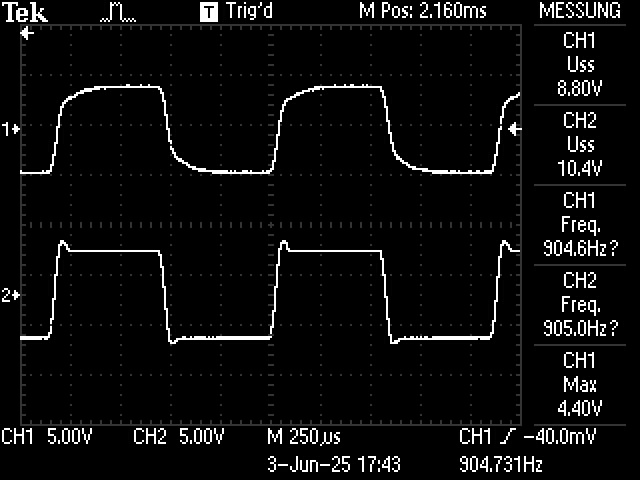 Tek T Trig'd M Pos: 2.160ms MESSUNG
CH1
Uss
8.80V
CH2
Uss
10.4V
CH1
Freq.
904.6Hz?
CH2
Freq.
905.0Hz?
CH1
Max
4.40V
1
2
CH1 5.00V CH2 5.00V M 250µs CH1 -40.0mV
3-Jun-25 17:43 904.731Hz